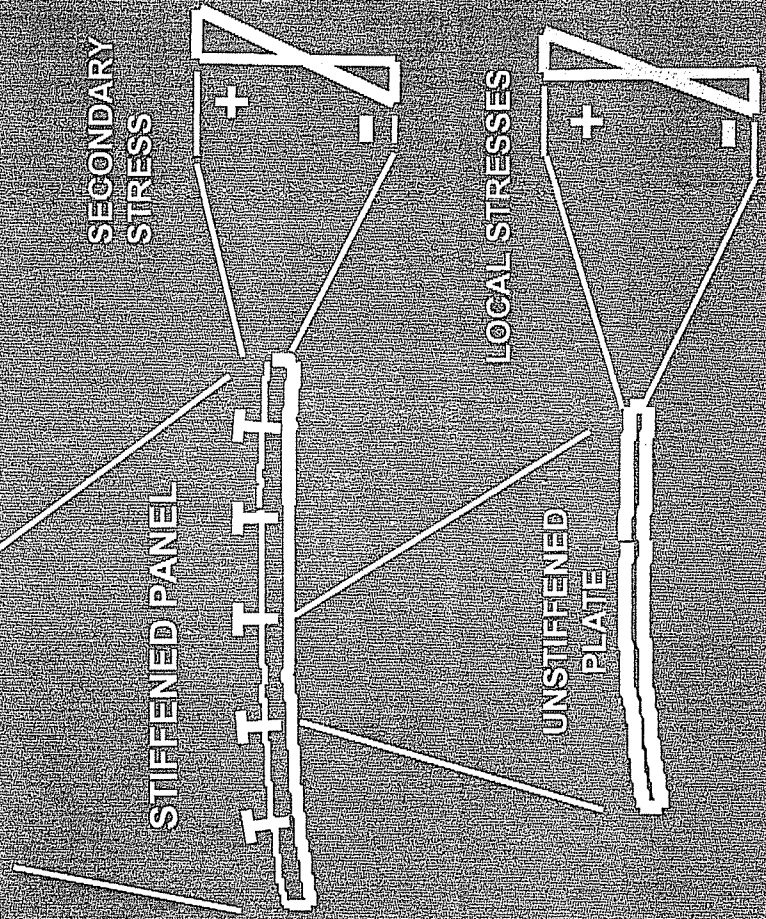 SECONDARY
STRESS
+
-
STIFFENED PANEL
LOCAL STRESSES
+
-
UNSTIFFENED
PLATE